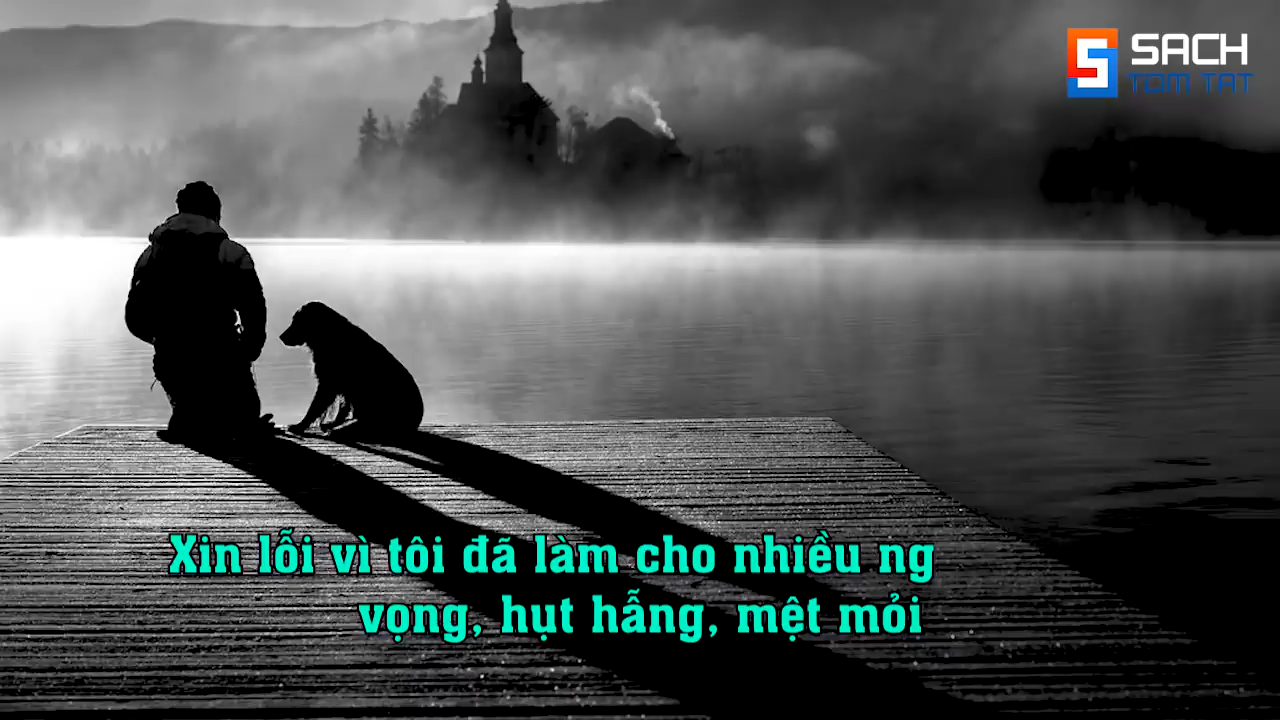 SACH
TOM TAT
Xin lỗi vì tôi đã làm cho nhiều ng
vọng, hụt hẫng, mệt mỏi